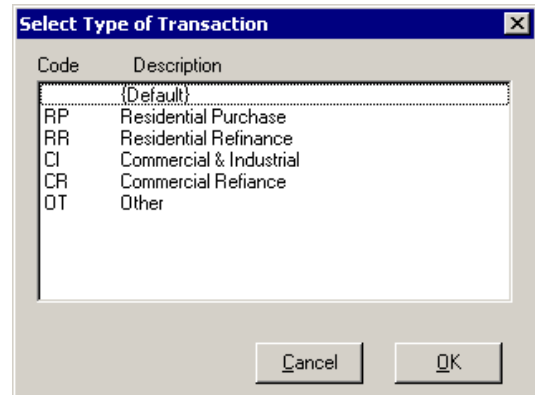 Select Type of Transaction
Code Description
{Default}
RP Residential Purchase
RR Residential Refinance
CI Commercial & Industrial
CR Commercial Refiance
OT Other
Cancel OK